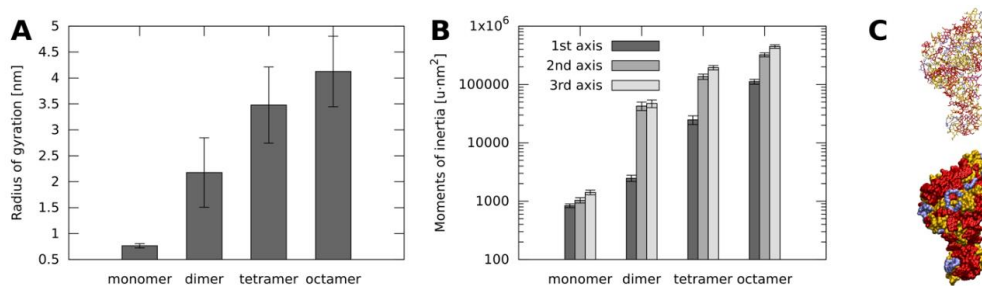 A
Radius of gyration [nm]
5
4.5
4
3.5
3
2.5
2
1.5
1
0.5
monomer dimer tetramer octamer
B
Moments of inertia [u·nm²]
1x10⁶
100000
10000
1000
100
1st axis
2nd axis
3rd axis
monomer dimer tetramer octamer
C